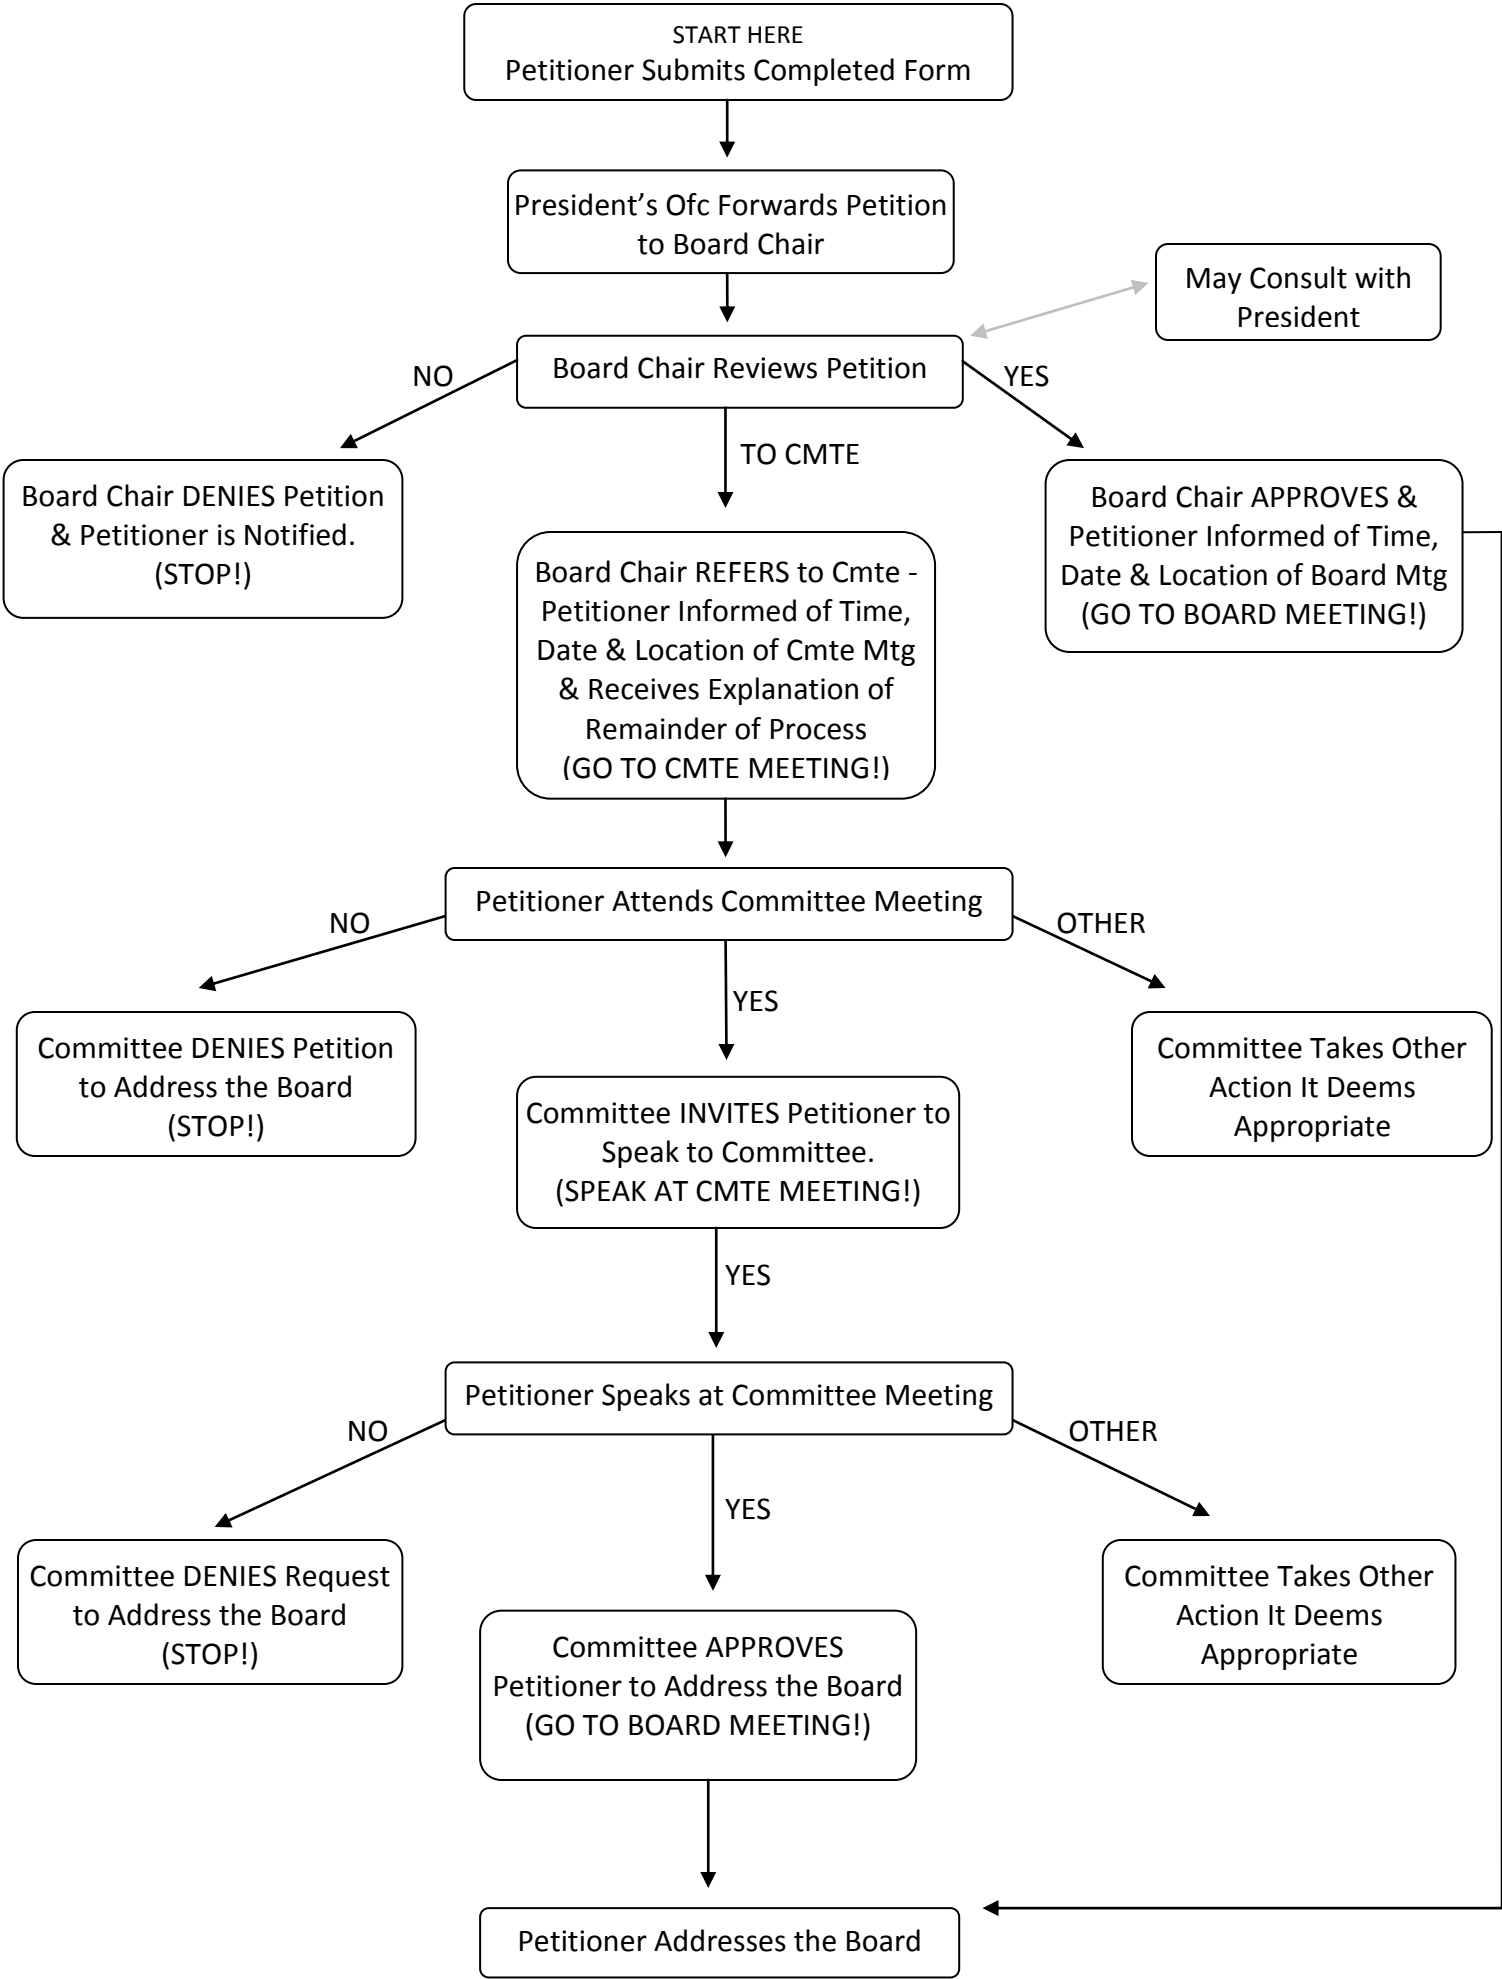 START HERE
Petitioner Submits Completed Form
President’s Ofc Forwards Petition
to Board Chair
May Consult with
President
Board Chair Reviews Petition
NO
YES
TO CMTE
Board Chair DENIES Petition
& Petitioner is Notified.
(STOP!)
Board Chair APPROVES &
Petitioner Informed of Time,
Date & Location of Board Mtg
(GO TO BOARD MEETING!)
Board Chair REFERS to Cmte -
Petitioner Informed of Time,
Date & Location of Cmte Mtg
& Receives Explanation of
Remainder of Process
(GO TO CMTE MEETING!)
Petitioner Attends Committee Meeting
NO
OTHER
YES
Committee DENIES Petition
to Address the Board
(STOP!)
Committee Takes Other
Action It Deems
Appropriate
Committee INVITES Petitioner to
Speak to Committee.
(SPEAK AT CMTE MEETING!)
YES
Petitioner Speaks at Committee Meeting
NO
OTHER
YES
Committee DENIES Request
to Address the Board
(STOP!)
Committee Takes Other
Action It Deems
Appropriate
Committee APPROVES
Petitioner to Address the Board
(GO TO BOARD MEETING!)
Petitioner Addresses the Board